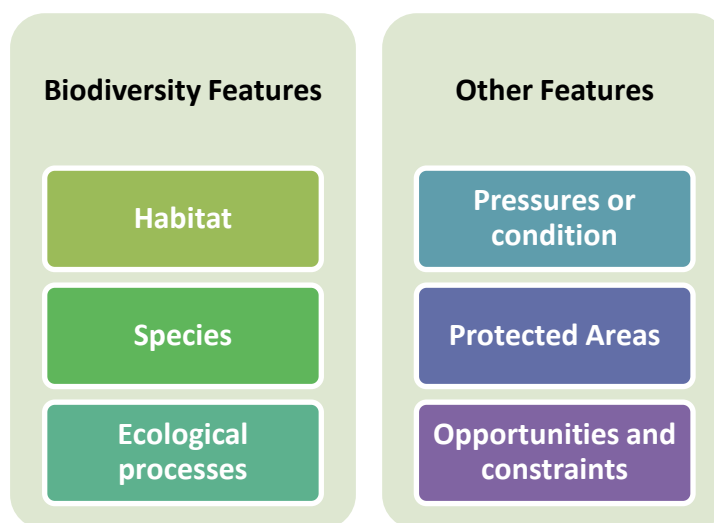 Biodiversity Features
Habitat
Species
Ecological
processes
Other Features
Pressures or
condition
Protected Areas
Opportunities and
constraints